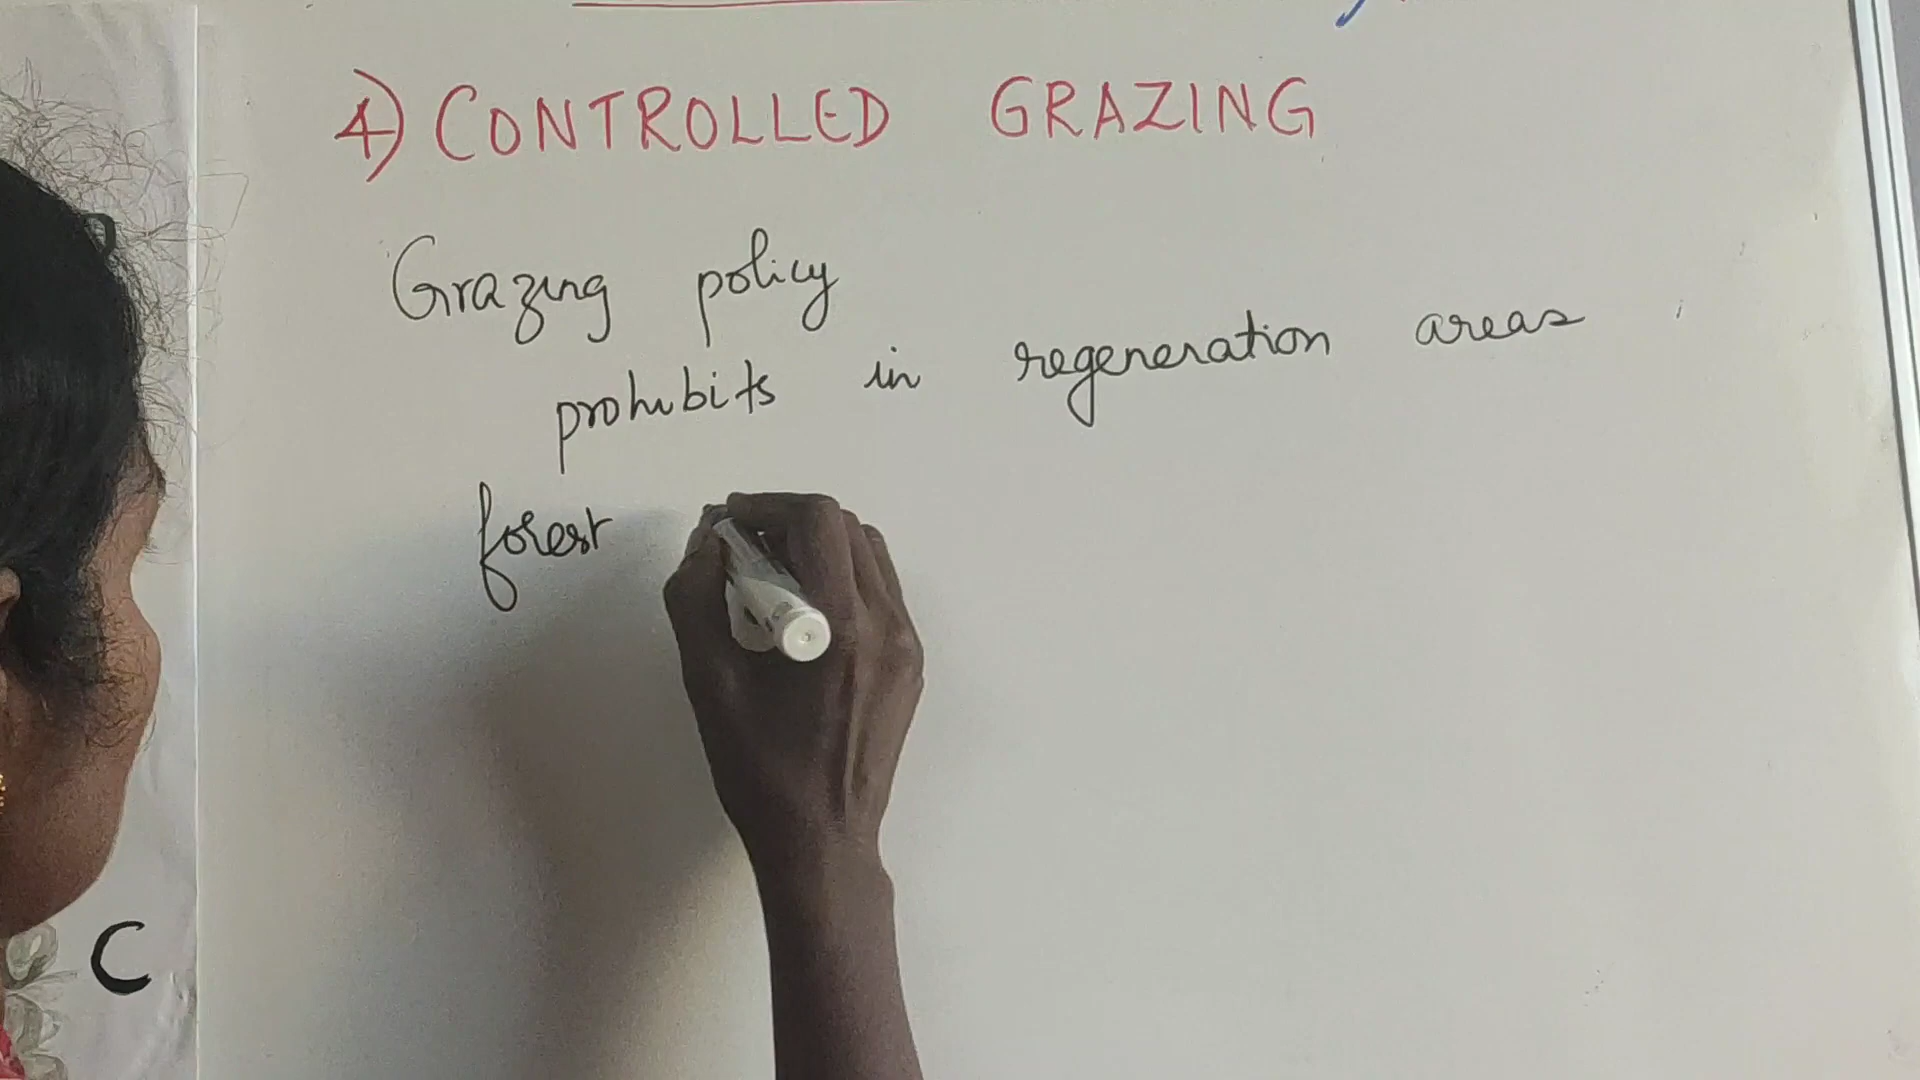 4) CONTROLLED GRAZING
Grazing policy
prohibits in regeneration areas
forest
C